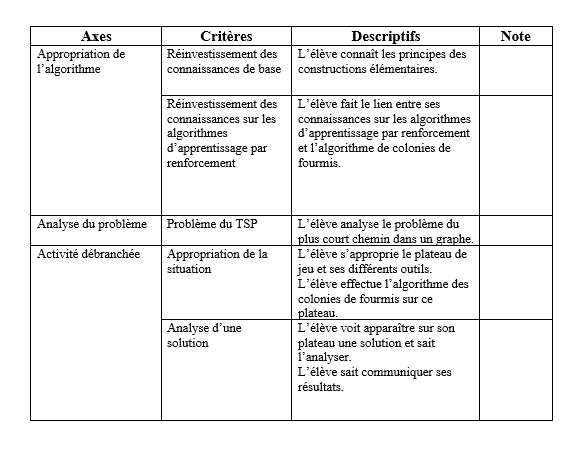 Axes Critères Descriptifs Note
Appropriation de
l'algorithme
Réinvestissement des
connaissances de base
L'élève connaît les principes des
constructions élémentaires.
Réinvestissement des
connaissances sur les
algorithmes
d'apprentissage par
renforcement
L'élève fait le lien entre ses
connaissances sur les algorithmes
d'apprentissage par renforcement
et l'algorithme de colonies de
fourmis.
Analyse du problème
Problème du TSP
L'élève analyse le problème du
plus court chemin dans un graphe.
Activité débranchée
Appropriation de la
situation
L'élève s'approprie le plateau de
jeu et ses différents outils.
L'élève effectue l'algorithme des
colonies de fourmis sur ce
plateau.
Analyse d'une
solution
L'élève voit apparaître sur son
plateau une solution et sait
l'analyser.
L'élève sait communiquer ses
résultats.